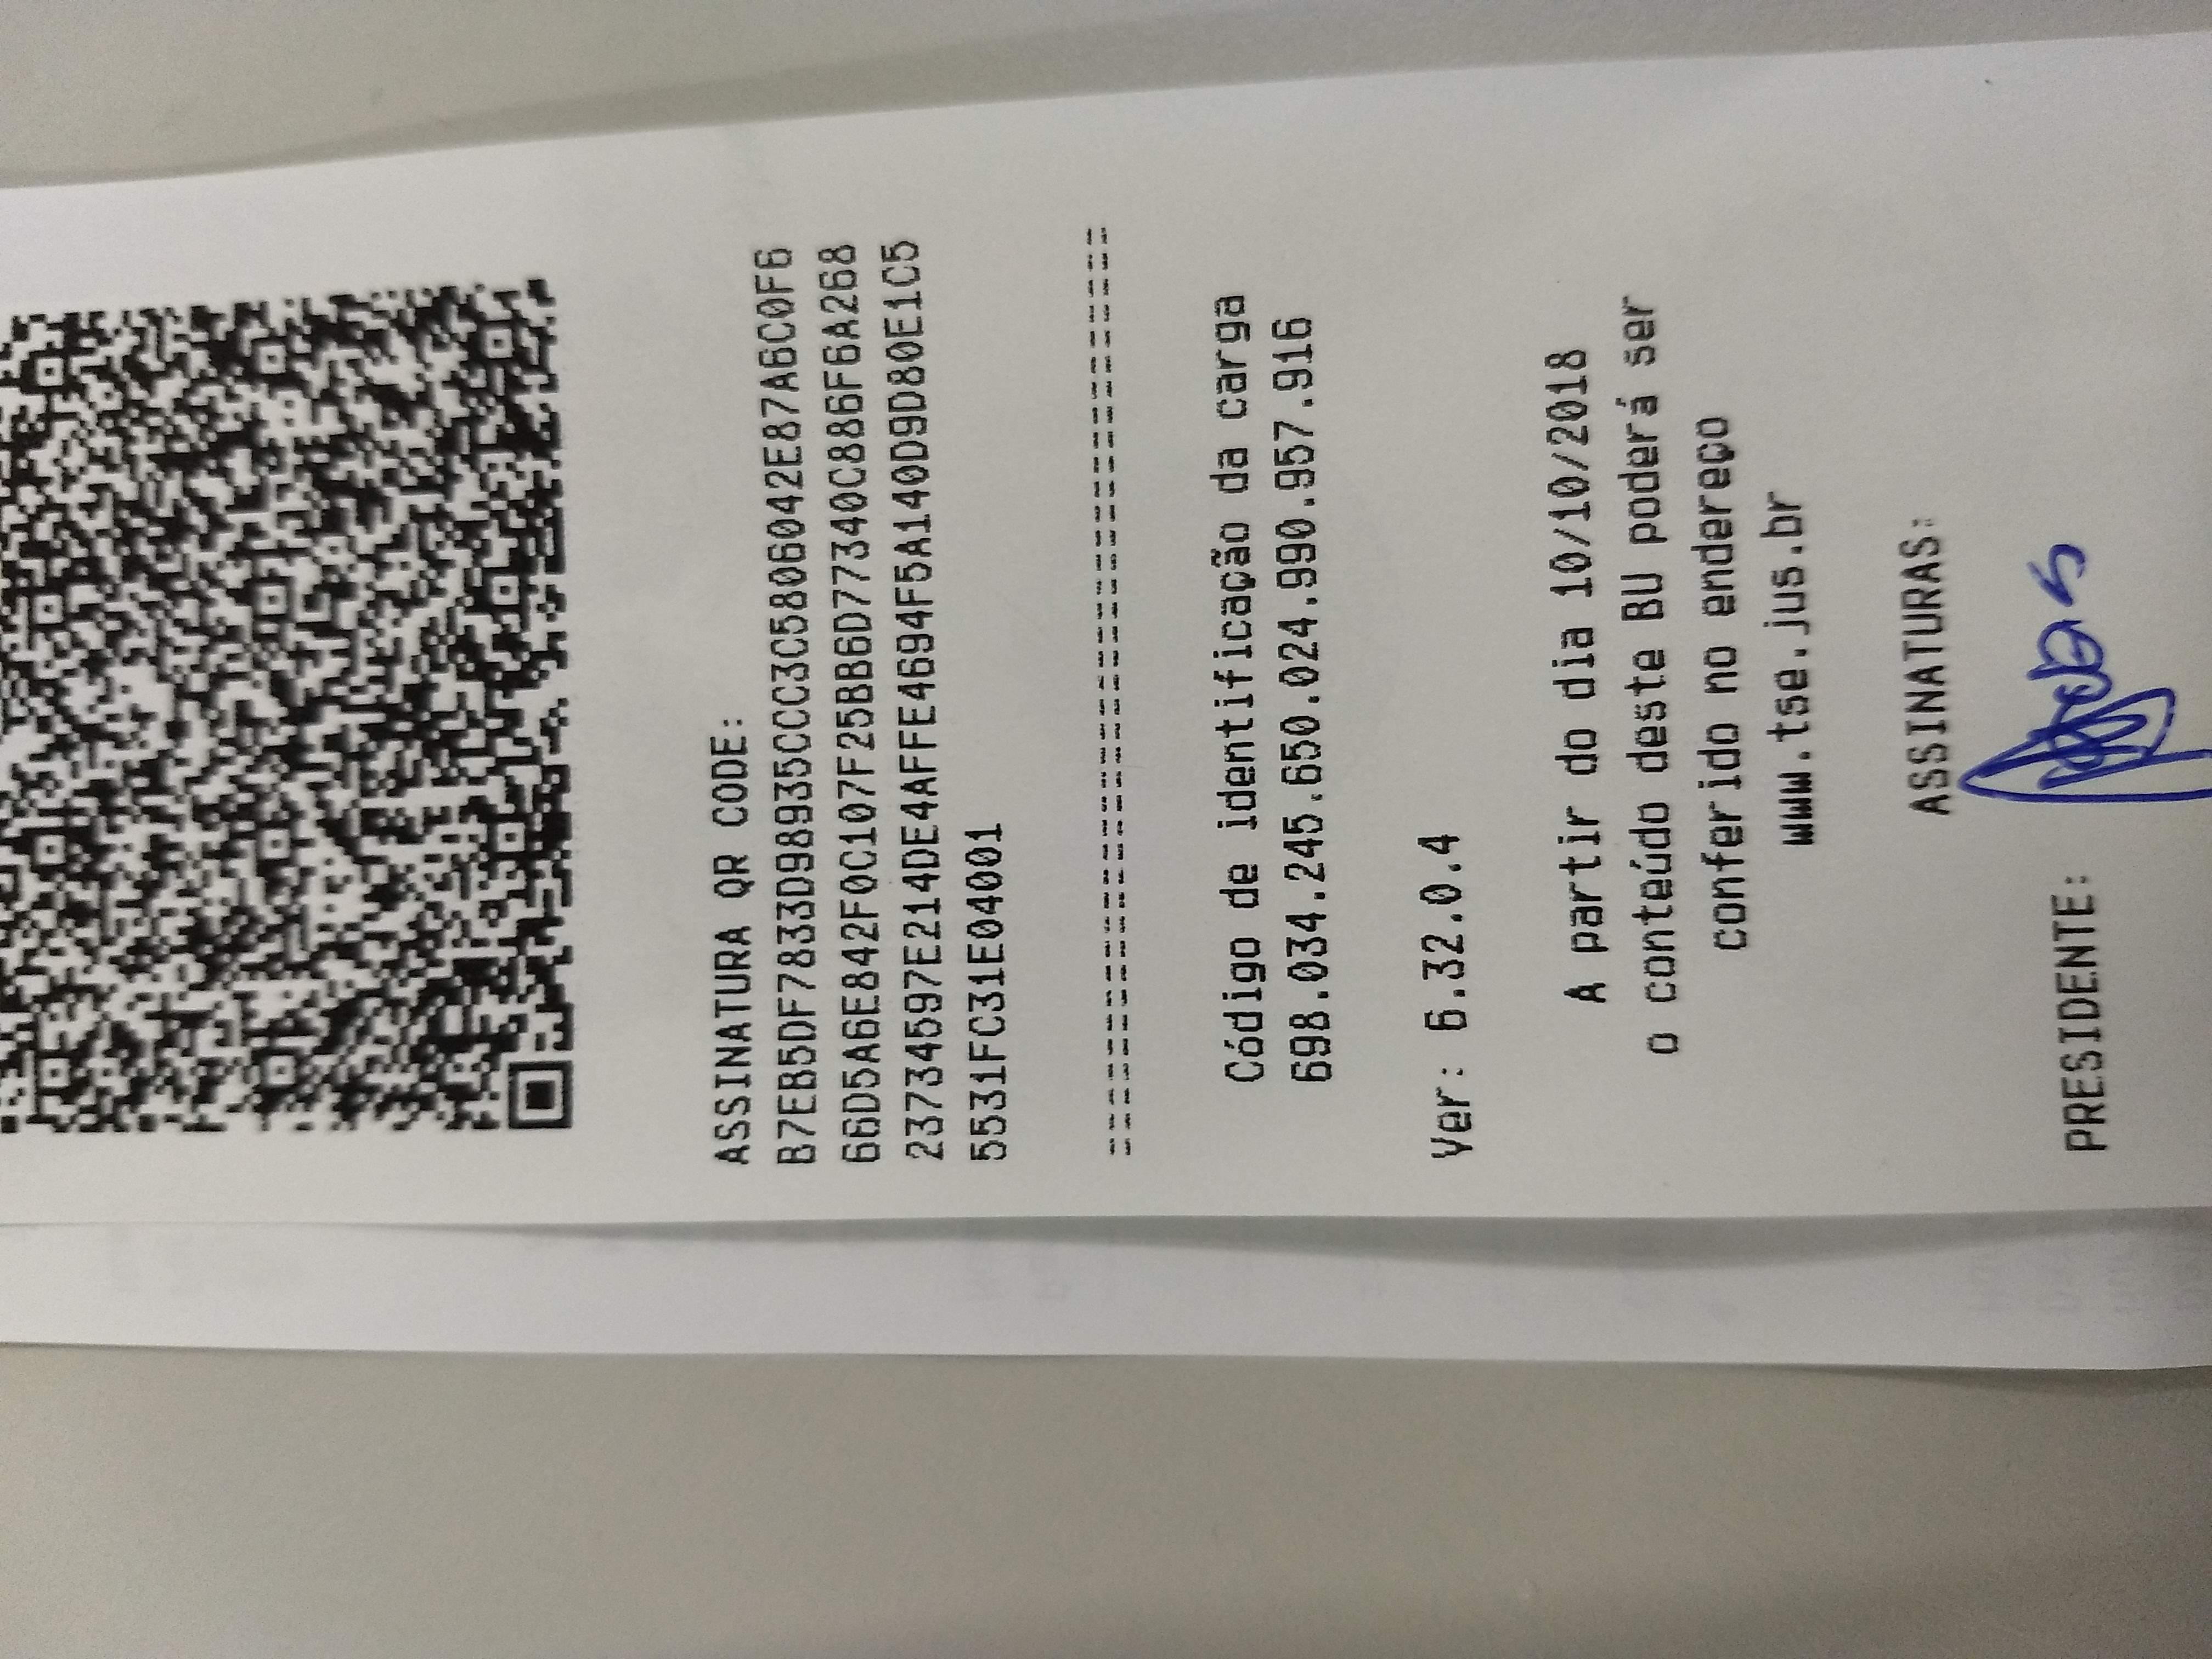 ASSINATURA QR CODE:
B7EB5DF7833D98935CCC3C5806042E87A6C0F6
66D5A6E842F0C107F25BB6D77340C886F6A268
23734597E214DE4AFFE4694F5A140D9D80E1C5
5531FC31E04001
======================================
Código de identificação da carga
698.034.245.650.024.990.957.916
Ver: 6.32.0.4
A partir do dia 10/10/2018
o conteúdo deste BU poderá ser
conferido no endereço
www.tse.jus.br
ASSINATURAS:
PRESIDENTE: